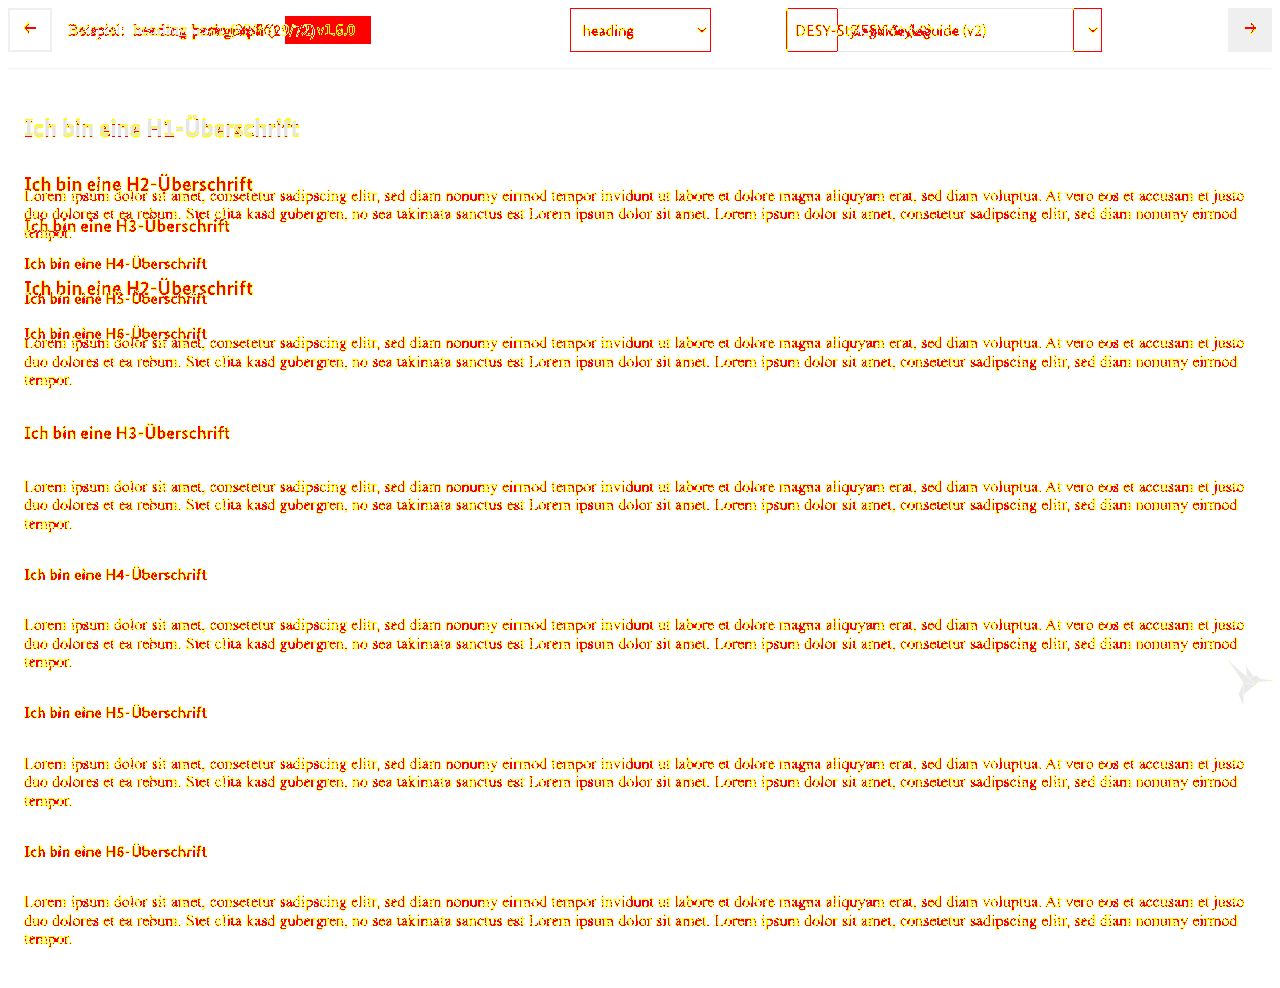 Beispiel: heading
heading
DESY-Styleguide (v2)
Ich bin eine H1-Überschrift
Ich bin eine H2-Überschrift
Lorem ipsum dolor sit amet, consetetur sadipscing elitr, sed diam nonumy eirmod tempor invidunt ut labore et dolore magna aliquyam erat, sed diam voluptua. At vero eos et accusam et justo
duo dolores et ea rebum. Stet clita kasd gubergren, no sea takimata sanctus est Lorem ipsum dolor sit amet. Lorem ipsum dolor sit amet, consetetur sadipscing elitr, sed diam nonumy eirmod
Ich bin eine H3-Überschrift
tempor.
Ich bin eine H4-Überschrift
Ich bin eine H2-Überschrift
Ich bin eine H5-Überschrift
Ich bin eine H6-Überschrift
Lorem ipsum dolor sit amet, consetetur sadipscing elitr, sed diam nonumy eirmod tempor invidunt ut labore et dolore magna aliquyam erat, sed diam voluptua. At vero eos et accusam et justo
duo dolores et ea rebum. Stet clita kasd gubergren, no sea takimata sanctus est Lorem ipsum dolor sit amet. Lorem ipsum dolor sit amet, consetetur sadipscing elitr, sed diam nonumy eirmod
tempor.
Ich bin eine H3-Überschrift
Lorem ipsum dolor sit amet, consetetur sadipscing elitr, sed diam nonumy eirmod tempor invidunt ut labore et dolore magna aliquyam erat, sed diam voluptua. At vero eos et accusam et justo
duo dolores et ea rebum. Stet clita kasd gubergren, no sea takimata sanctus est Lorem ipsum dolor sit amet. Lorem ipsum dolor sit amet, consetetur sadipscing elitr, sed diam nonumy eirmod
tempor.
Ich bin eine H4-Überschrift
Lorem ipsum dolor sit amet, consetetur sadipscing elitr, sed diam nonumy eirmod tempor invidunt ut labore et dolore magna aliquyam erat, sed diam voluptua. At vero eos et accusam et justo
duo dolores et ea rebum. Stet clita kasd gubergren, no sea takimata sanctus est Lorem ipsum dolor sit amet. Lorem ipsum dolor sit amet, consetetur sadipscing elitr, sed diam nonumy eirmod
tempor.
Ich bin eine H5-Überschrift
Lorem ipsum dolor sit amet, consetetur sadipscing elitr, sed diam nonumy eirmod tempor invidunt ut labore et dolore magna aliquyam erat, sed diam voluptua. At vero eos et accusam et justo
duo dolores et ea rebum. Stet clita kasd gubergren, no sea takimata sanctus est Lorem ipsum dolor sit amet. Lorem ipsum dolor sit amet, consetetur sadipscing elitr, sed diam nonumy eirmod
tempor.
Ich bin eine H6-Überschrift
Lorem ipsum dolor sit amet, consetetur sadipscing elitr, sed diam nonumy eirmod tempor invidunt ut labore et dolore magna aliquyam erat, sed diam voluptua. At vero eos et accusam et justo
duo dolores et ea rebum. Stet clita kasd gubergren, no sea takimata sanctus est Lorem ipsum dolor sit amet. Lorem ipsum dolor sit amet, consetetur sadipscing elitr, sed diam nonumy eirmod
tempor.